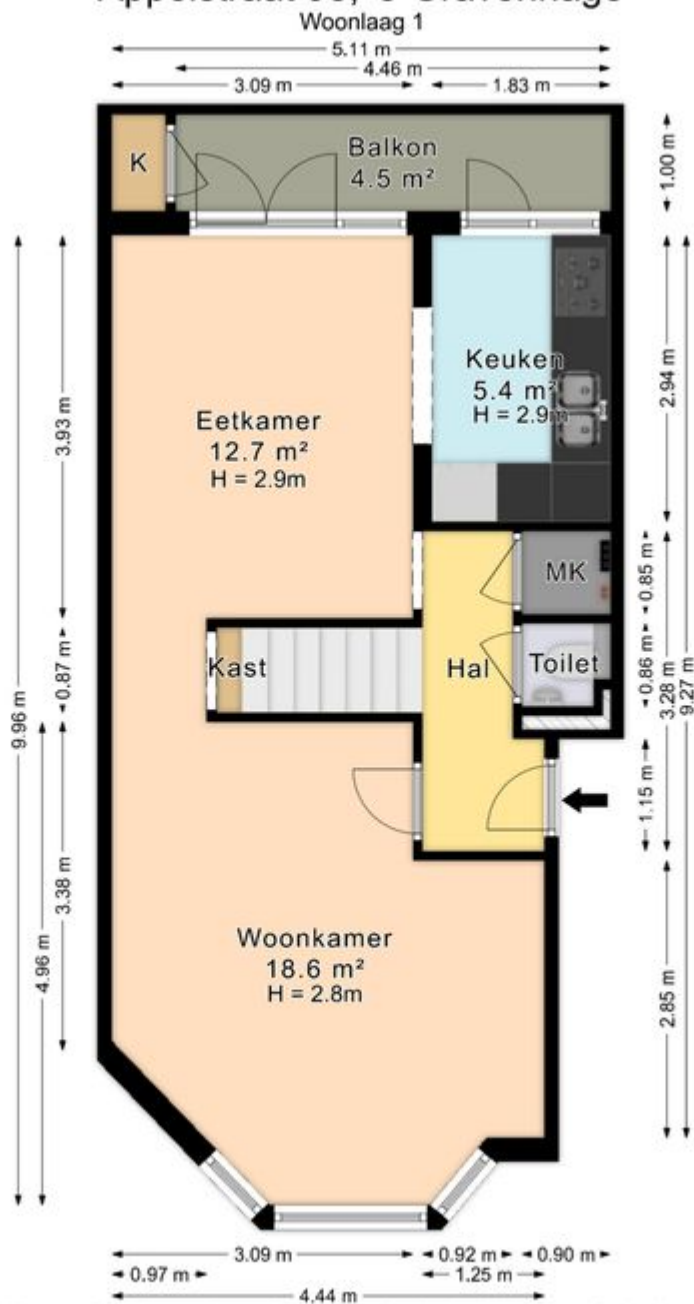 Woonlaag 1
5.11 m
4.46 m
3.09 m
1.83 m
K
Balkon
4.5 m²
1.00 m
Keuken
5.4 m²
H = 2.9m
2.94 m
Eetkamer
12.7 m²
H = 2.9m
3.93 m
MK
0.85 m
Kast
Hal
Toilet
0.87 m
0.86 m
3.28 m
9.27 m
9.96 m
1.15 m
3.38 m
4.96 m
Woonkamer
18.6 m²
H = 2.8m
2.85 m
3.09 m
0.92 m
0.90 m
0.97 m
1.25 m
4.44 m